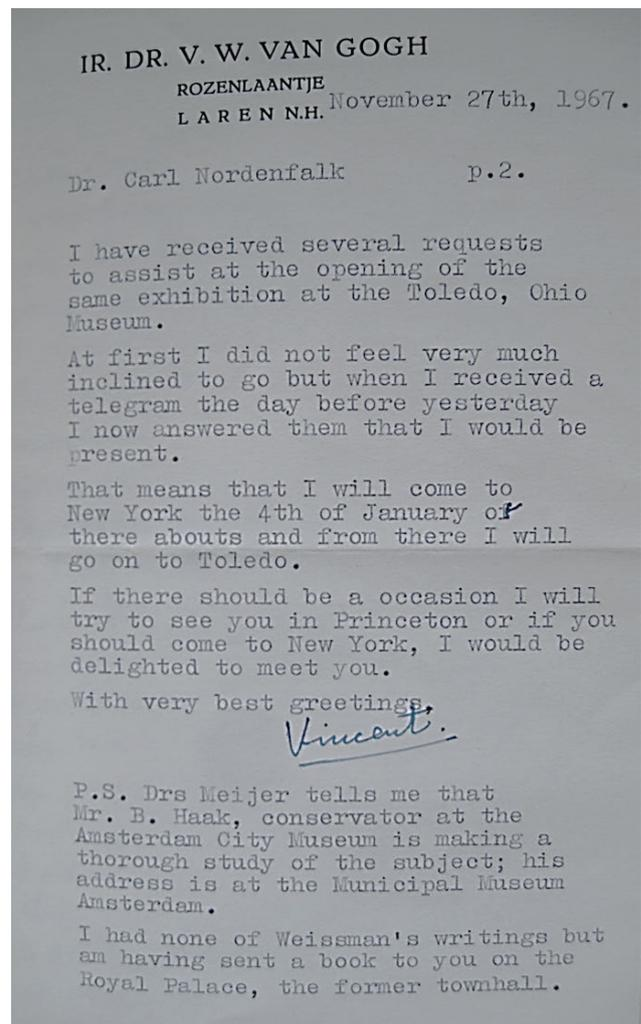 IR. DR. V. W. VAN GOGH
ROZENLAANTJE
LAREN N.H.
November 27th, 1967.
Dr. Carl Nordenfalk p.2.
I have received several requests
to assist at the opening of the
same exhibition at the Toledo, Ohio
Museum.
At first I did not feel very much
inclined to go but when I received a
telegram the day before yesterday
I now answered them that I would be
present.
That means that I will come to
New York the 4th of January or
there abouts and from there I will
go on to Toledo.
If there should be a occasion I will
try to see you in Princeton or if you
should come to New York, I would be
delighted to meet you.
With very best greetings,
Vincent.
P.S. Drs Meijer tells me that
Mr. B. Haak, conservator at the
Amsterdam City Museum is making a
thorough study of the subject; his
address is at the Municipal Museum
Amsterdam.
I had none of Weissman's writings but
am having sent a book to you on the
Royal Palace, the former townhall.